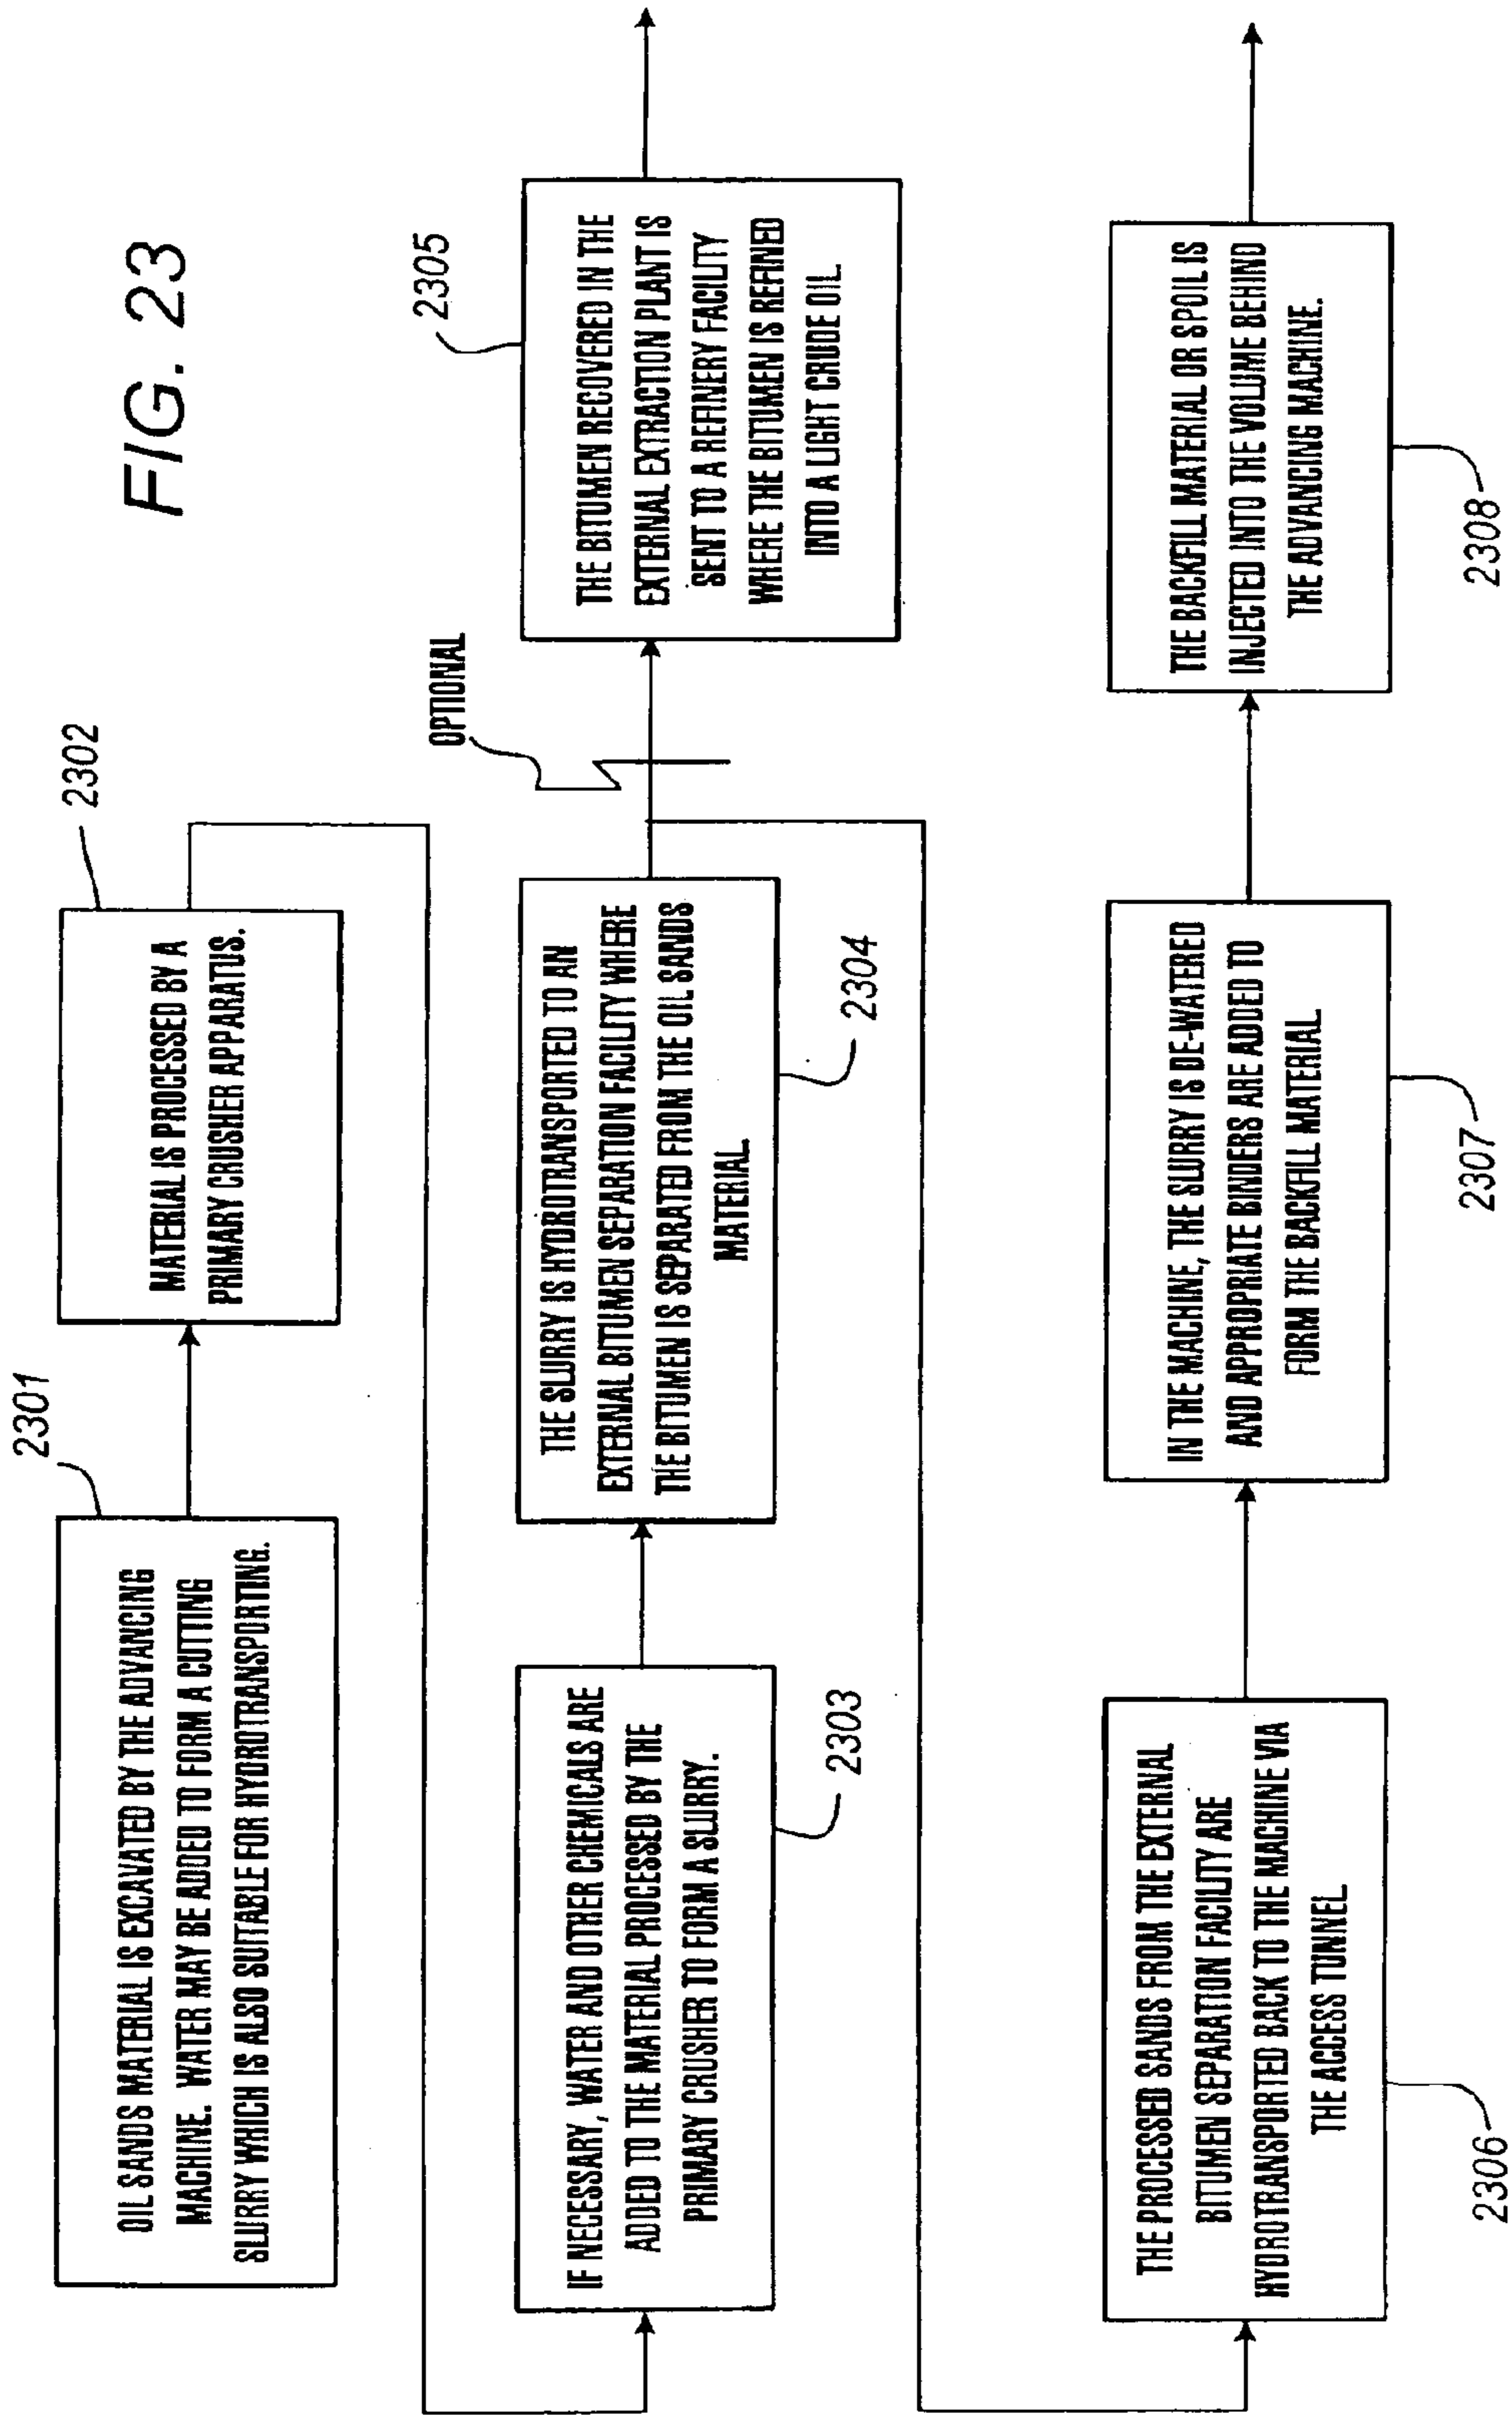 FIG. 23
2301
OIL SANDS MATERIAL IS EXCAVATED BY THE ADVANCING
MACHINE. WATER MAY BE ADDED TO FORM A CUTTING
SLURRY WHICH IS ALSO SUITABLE FOR HYDROTRANSPORTING.
2302
MATERIAL IS PROCESSED BY A
PRIMARY CRUSHER APPARATUS.
IF NECESSARY, WATER AND OTHER CHEMICALS ARE
ADDED TO THE MATERIAL PROCESSED BY THE
PRIMARY CRUSHER TO FORM A SLURRY.
2303
THE SLURRY IS HYDROTRANSPORTED TO AN
EXTERNAL BITUMEN SEPARATION FACILITY WHERE
THE BITUMEN IS SEPARATED FROM THE OIL SANDS
MATERIAL.
2304
OPTIONAL
2305
THE BITUMEN RECOVERED IN THE
EXTERNAL EXTRACTION PLANT IS
SENT TO A REFINERY FACILITY
WHERE THE BITUMEN IS REFINED
INTO A LIGHT CRUDE OIL.
THE PROCESSED SANDS FROM THE EXTERNAL
BITUMEN SEPARATION FACILITY ARE
HYDROTRANSPORTED BACK TO THE MACHINE VIA
THE ACCESS TUNNEL
2306
IN THE MACHINE, THE SLURRY IS DE-WATERED
AND APPROPRIATE BINDERS ARE ADDED TO
FORM THE BACKFILL MATERIAL
2307
THE BACKFILL MATERIAL OR SPOIL IS
INJECTED INTO THE VOLUME BEHIND
THE ADVANCING MACHINE.
2308